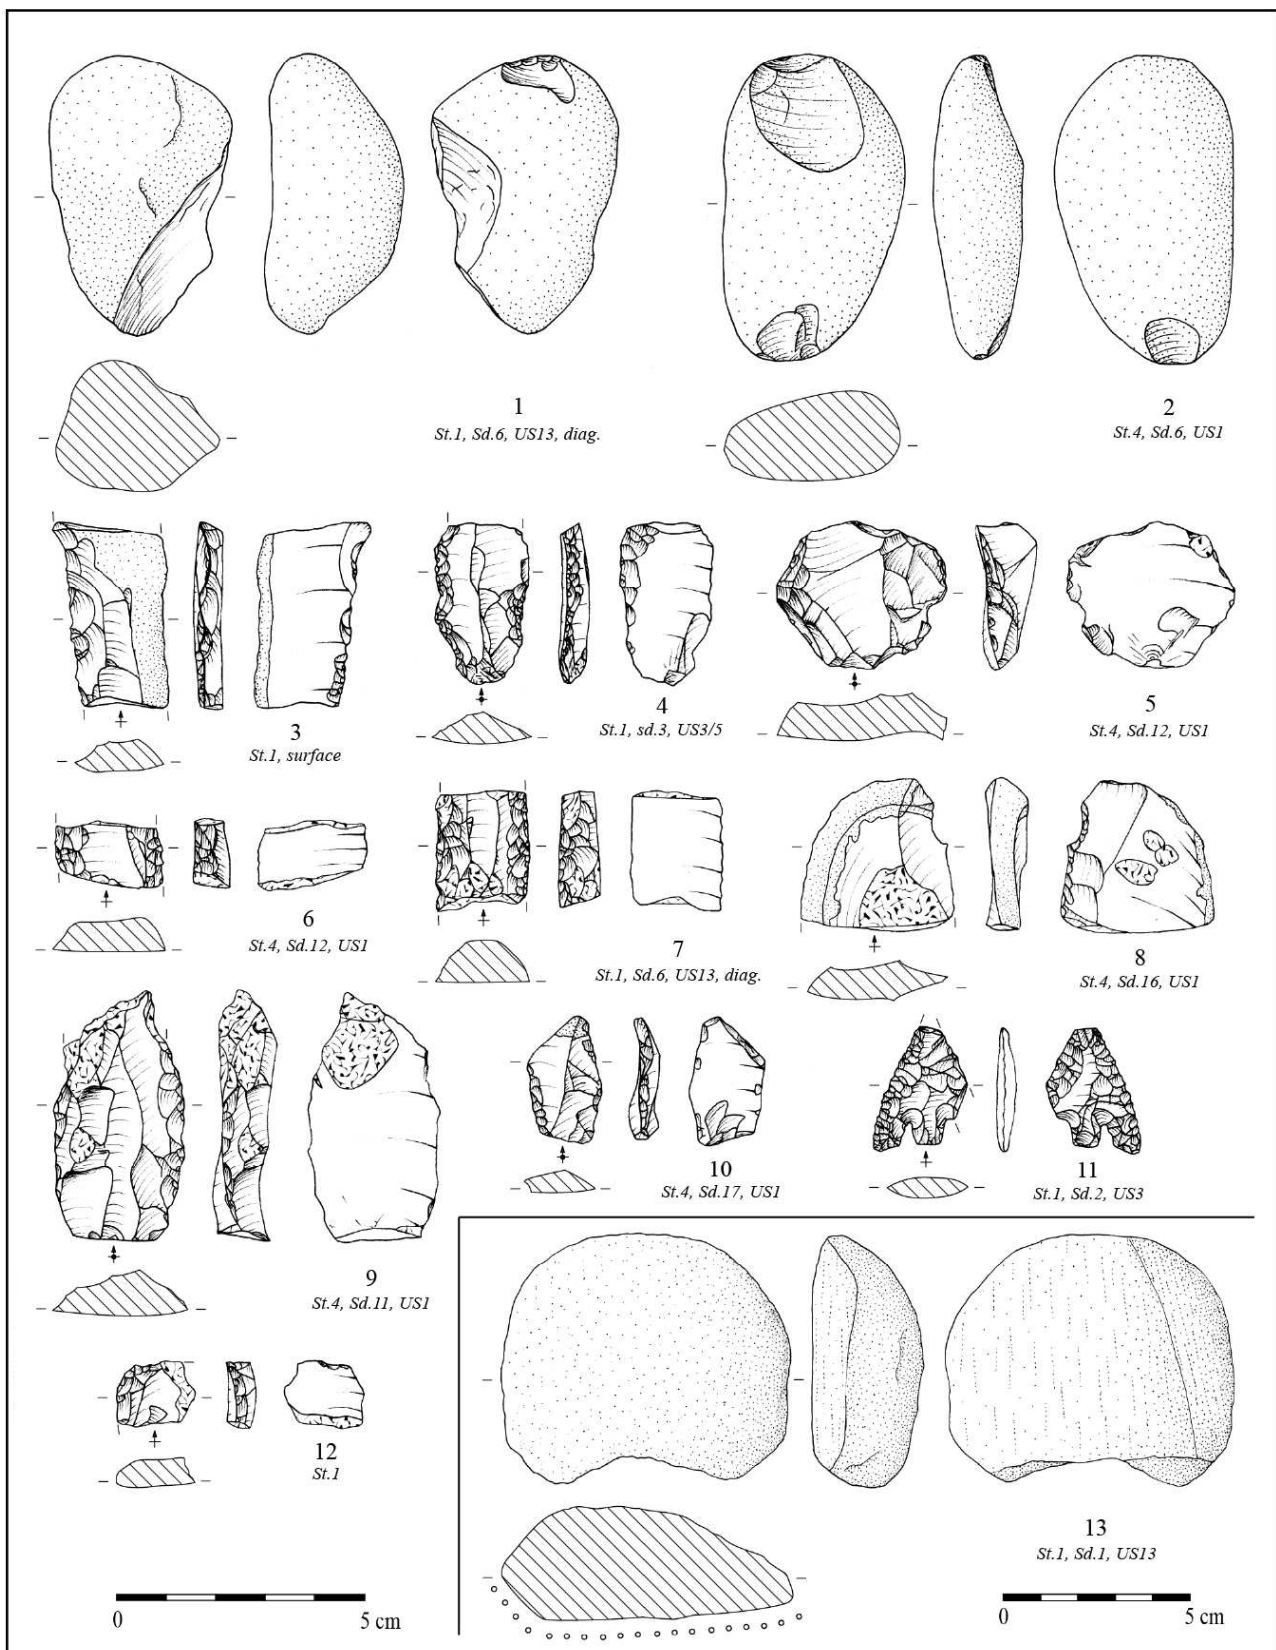 1
St.1, Sd.6, US13, diag.
2
St.4, Sd.6, US1
3
St.1, surface
4
St.1, sd.3, US3/5
5
St.4, Sd.12, US1
6
St.4, Sd.12, US1
7
St.1, Sd.6, US13, diag.
8
St.4, Sd.16, US1
9
St.4, Sd.11, US1
10
St.4, Sd.17, US1
11
St.1, Sd.2, US3
12
St.1
13
St.1, Sd.1, US13
0 5 cm
0 5 cm